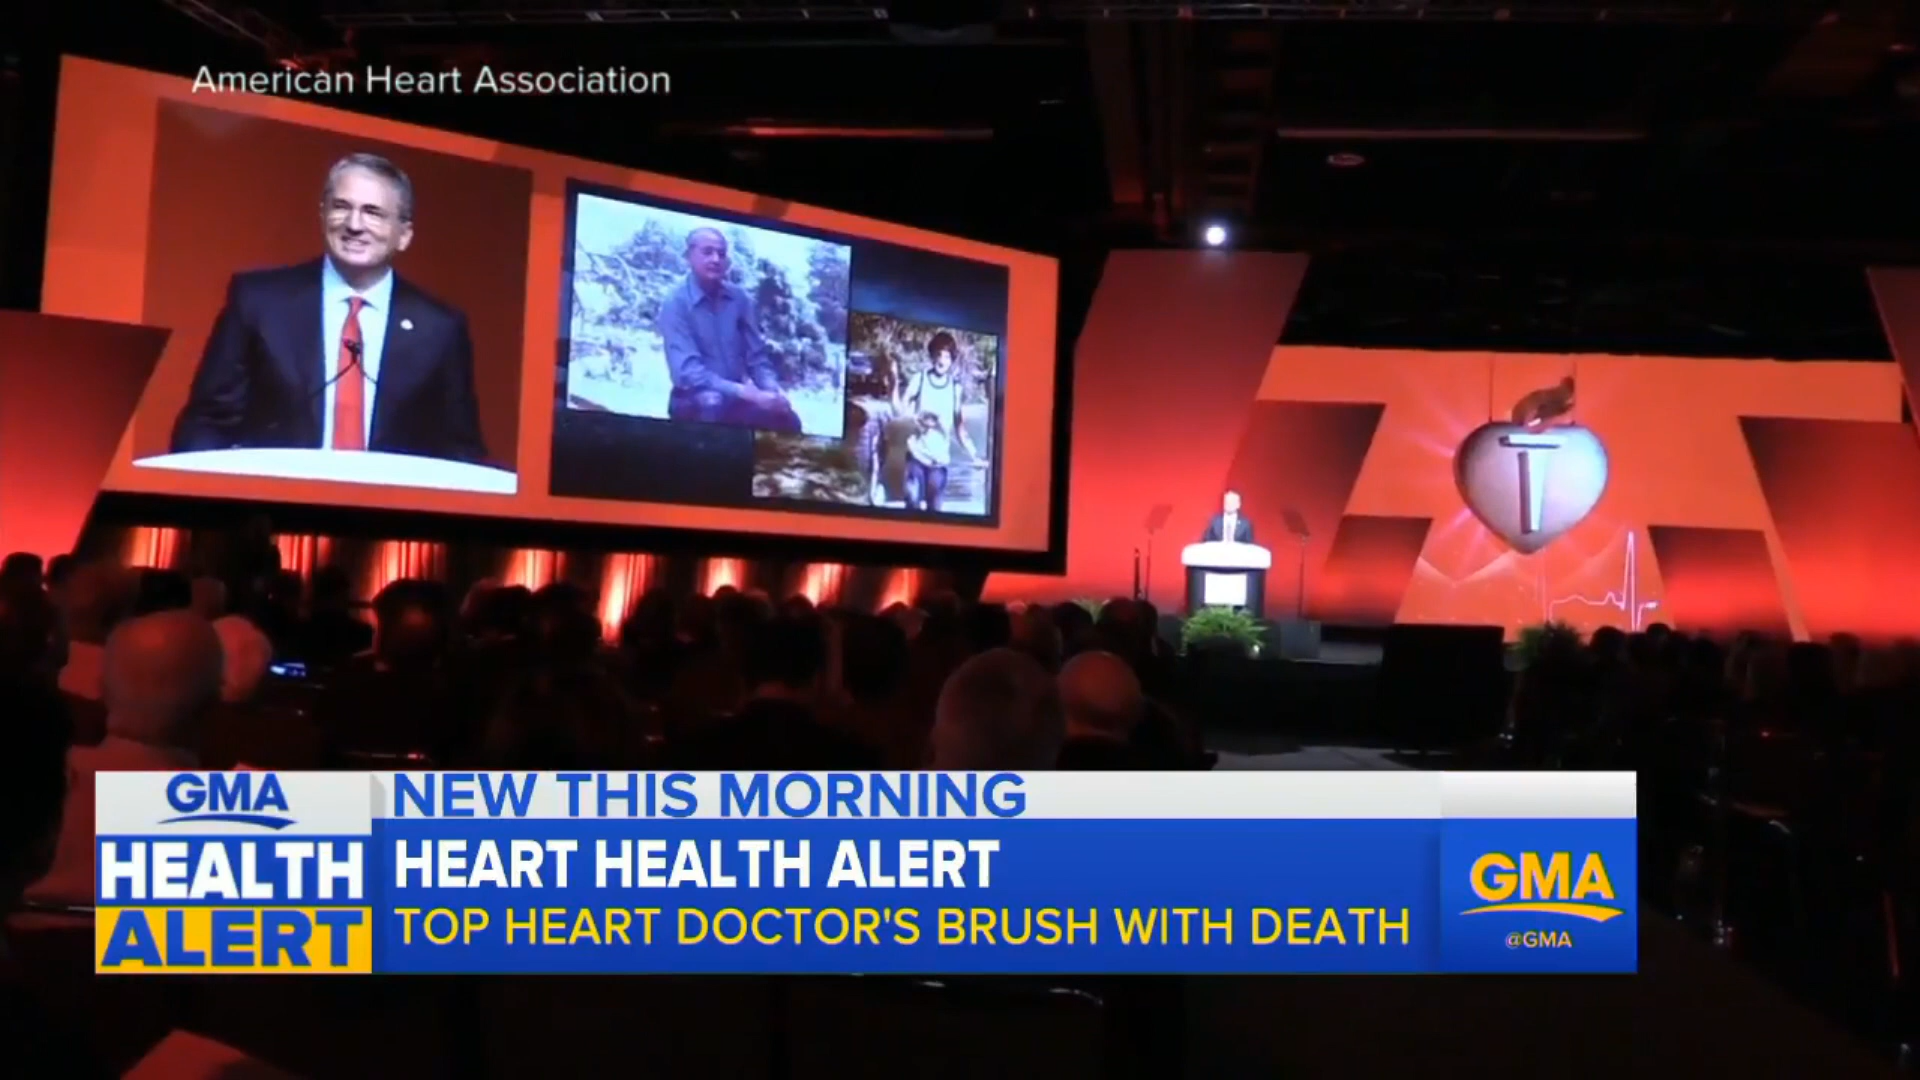 American Heart Association
GMA
HEALTH
ALERT
NEW THIS MORNING
HEART HEALTH ALERT
TOP HEART DOCTOR'S BRUSH WITH DEATH
GMA
@GMA